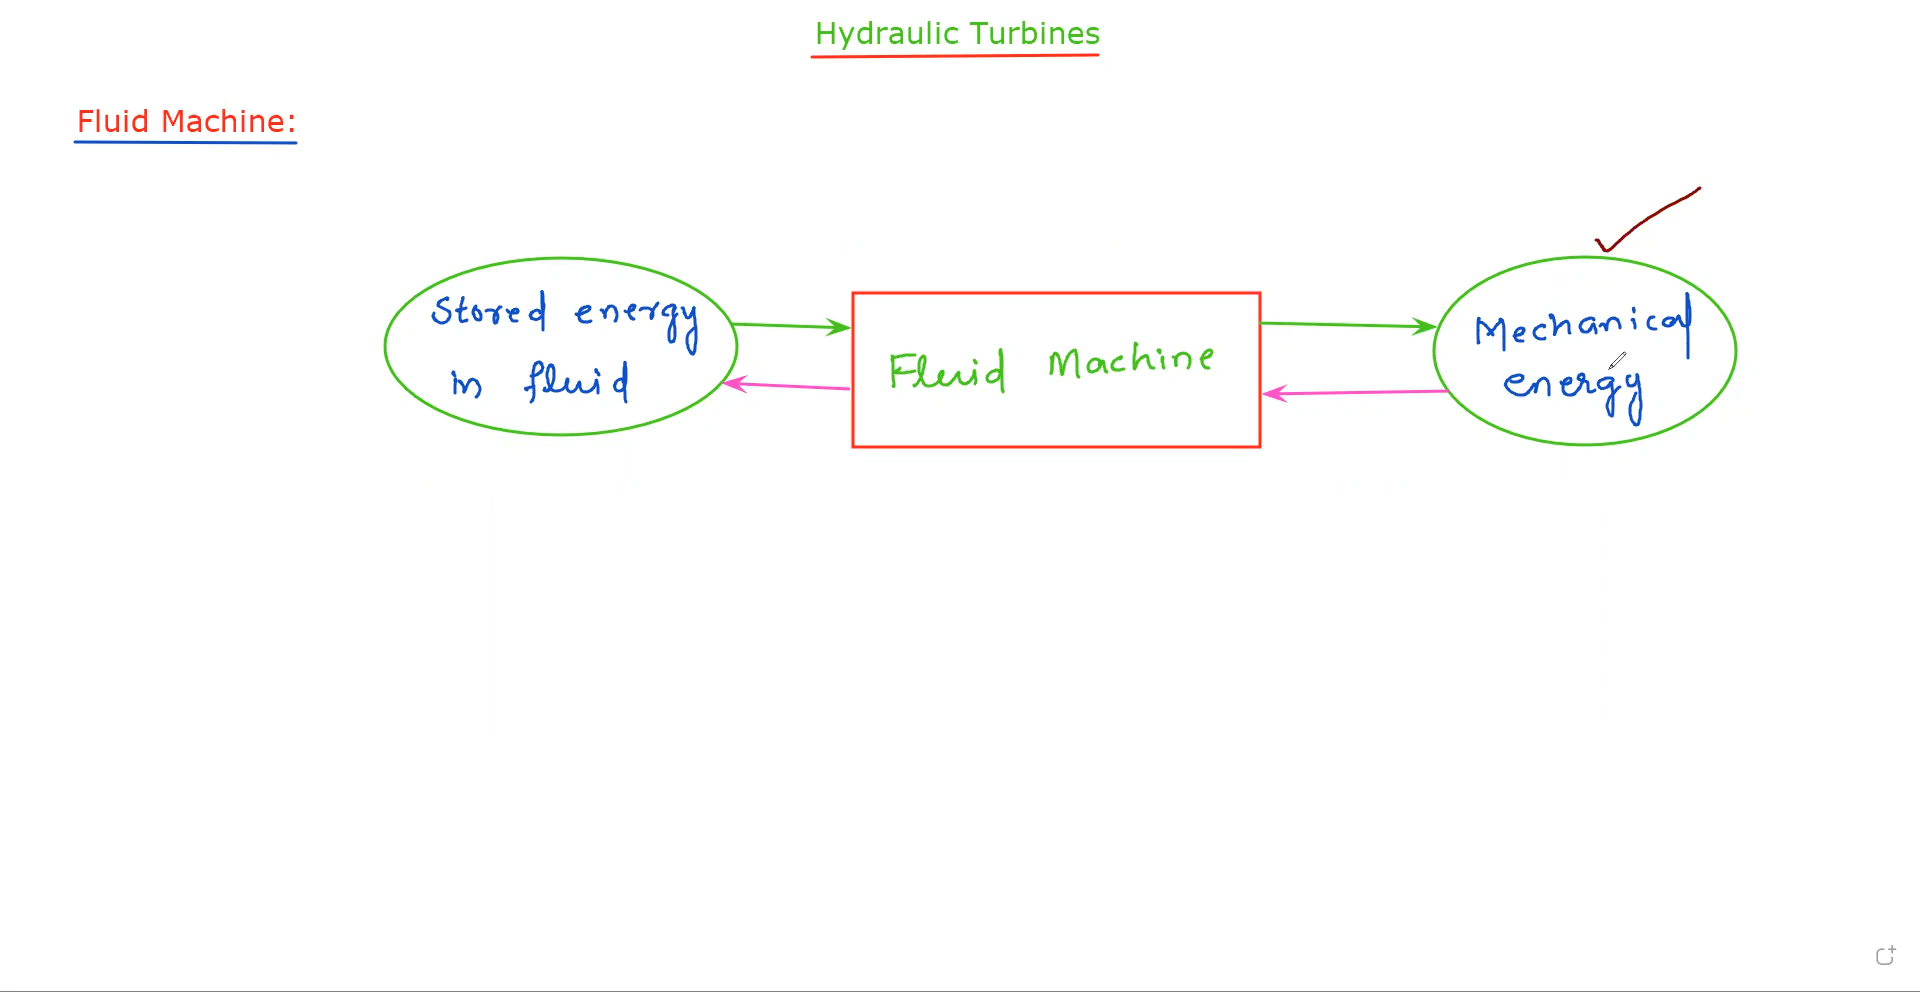 Hydraulic Turbines
Fluid Machine:
Stored energy
in fluid
Fluid Machine
Mechanical
energy